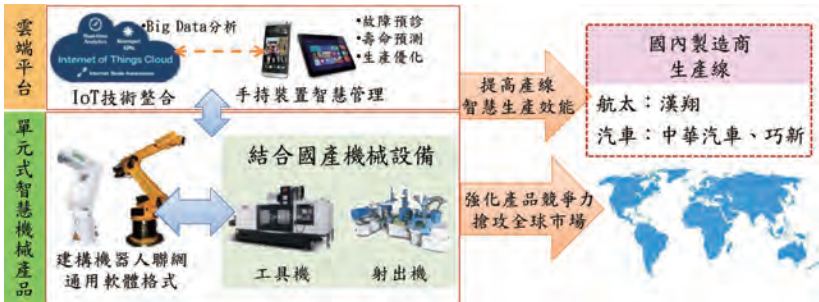 雲端平台
Real-time Analytics
•Big Data分析
Internet of Things Cloud
IoT技術整合
•故障預診
•壽命預測
•生產優化
手持裝置智慧管理
單元式智慧機械產品
建構機器人聯網
通用軟體格式
結合國產機械設備
工具機
射出機
提高產線
智慧生產效能
強化產品競爭力
搶攻全球市場
國內製造商
生產線
航太：漢翔
汽車：中華汽車、巧新